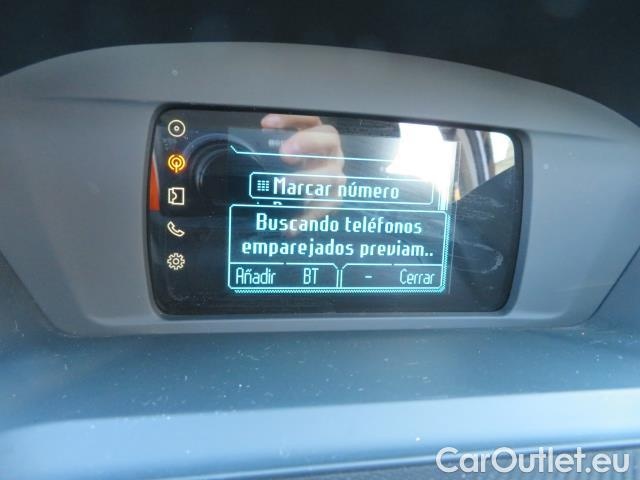 Marcar número
Buscando teléfonos
emparejados previam..
Añadir BT - Cerrar
CarOutlet.eu